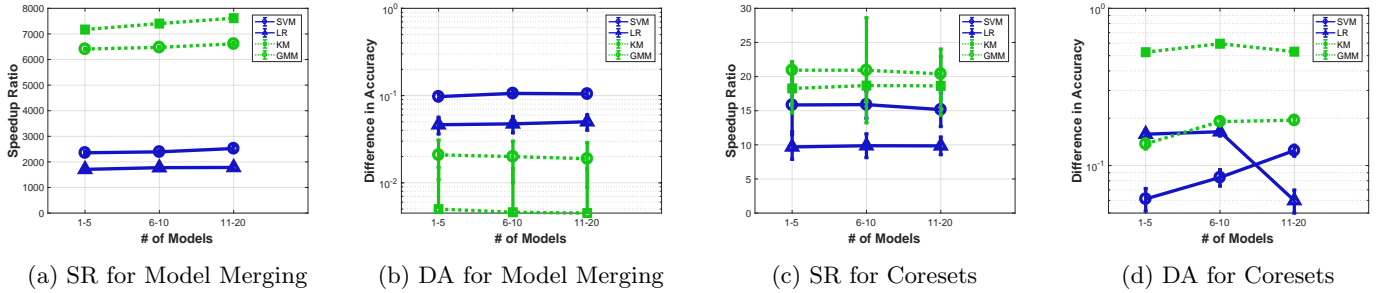 8000
7000
6000
5000
4000
3000
2000
1000
0
Speedup Ratio
1-5
6-10
11-20
# of Models
SVM
LR
KM
GMM
(a) SR for Model Merging
10^0
10^-1
10^-2
Difference in Accuracy
1-5
6-10
11-20
# of Models
SVM
LR
KM
GMM
(b) DA for Model Merging
30
25
20
15
10
5
0
Speedup Ratio
1-5
6-10
11-20
# of Models
SVM
LR
KM
GMM
(c) SR for Coresets
10^0
10^-1
Difference in Accuracy
1-5
6-10
11-20
# of Models
SVM
LR
KM
GMM
(d) DA for Coresets